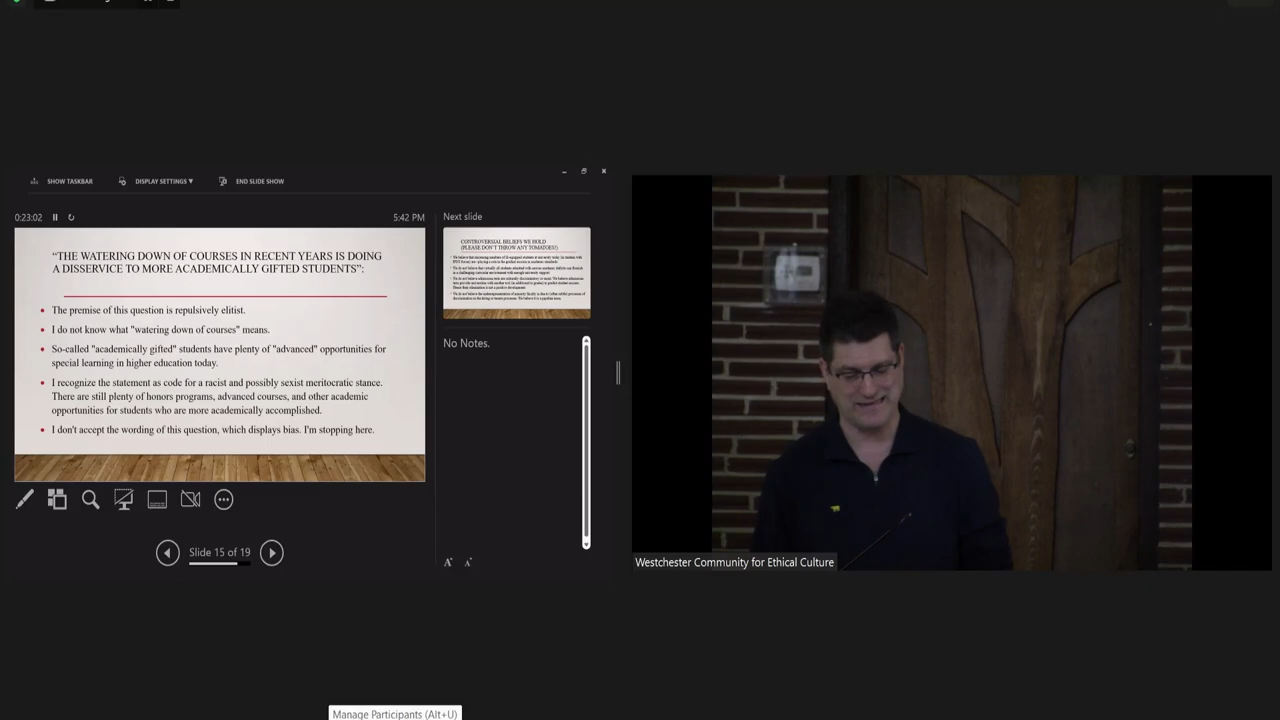 SHOW TASKBAR
DISPLAY SETTINGS ▼
END SLIDE SHOW
0:23:02
5:42 PM
Next slide
"THE WATERING DOWN OF COURSES IN RECENT YEARS IS DOING
A DISSERVICE TO MORE ACADEMICALLY GIFTED STUDENTS":
• The premise of this question is repulsively elitist.
• I do not know what "watering down of courses" means.
• So-called "academically gifted" students have plenty of "advanced" opportunities for
special learning in higher education today.
• I recognize the statement as code for a racist and possibly sexist meritocratic stance.
There are still plenty of honors programs, advanced courses, and other academic
opportunities for students who are more academically accomplished.
• I don't accept the wording of this question, which displays bias. I'm stopping here.
CONTROVERSIAL BELIEFS WE HOLD
(PLEASE DON'T THROW ANY TOMATOES!)
No Notes.
Slide 15 of 19
Westchester Community for Ethical Culture
Manage Participants (Alt+U)